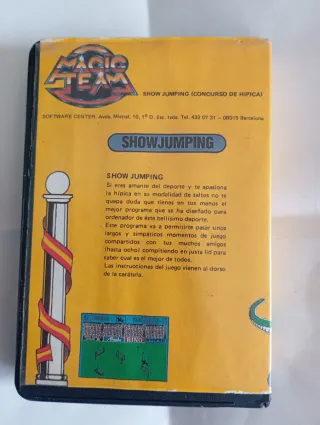 MAGIC
TEAM
SHOW JUMPING (CONCURSO DE HIPICA)
SOFTWARE CENTER, Avda. Mistral, 10, 1º D. Esc. Izda. Tel. 432 07 31 - 08015 Barcelona
SHOWJUMPING
SHOW JUMPING
Si eres amante del deporte y te apasiona
la hípica en su modalidad de saltos no te
quepa duda que tienes en tus manos el
mejor programa que se ha diseñado para
ordenador de éste bellísimo deporte.
Este programa va a permitirte pasar unos
largos y simpáticos momentos de juego
compartidos con tus muchos amigos
(hasta ocho) compitiendo en justa lid para
saber cual es el mejor de todos.
Las instrucciones del juego vienen al dorso
de la carátula.